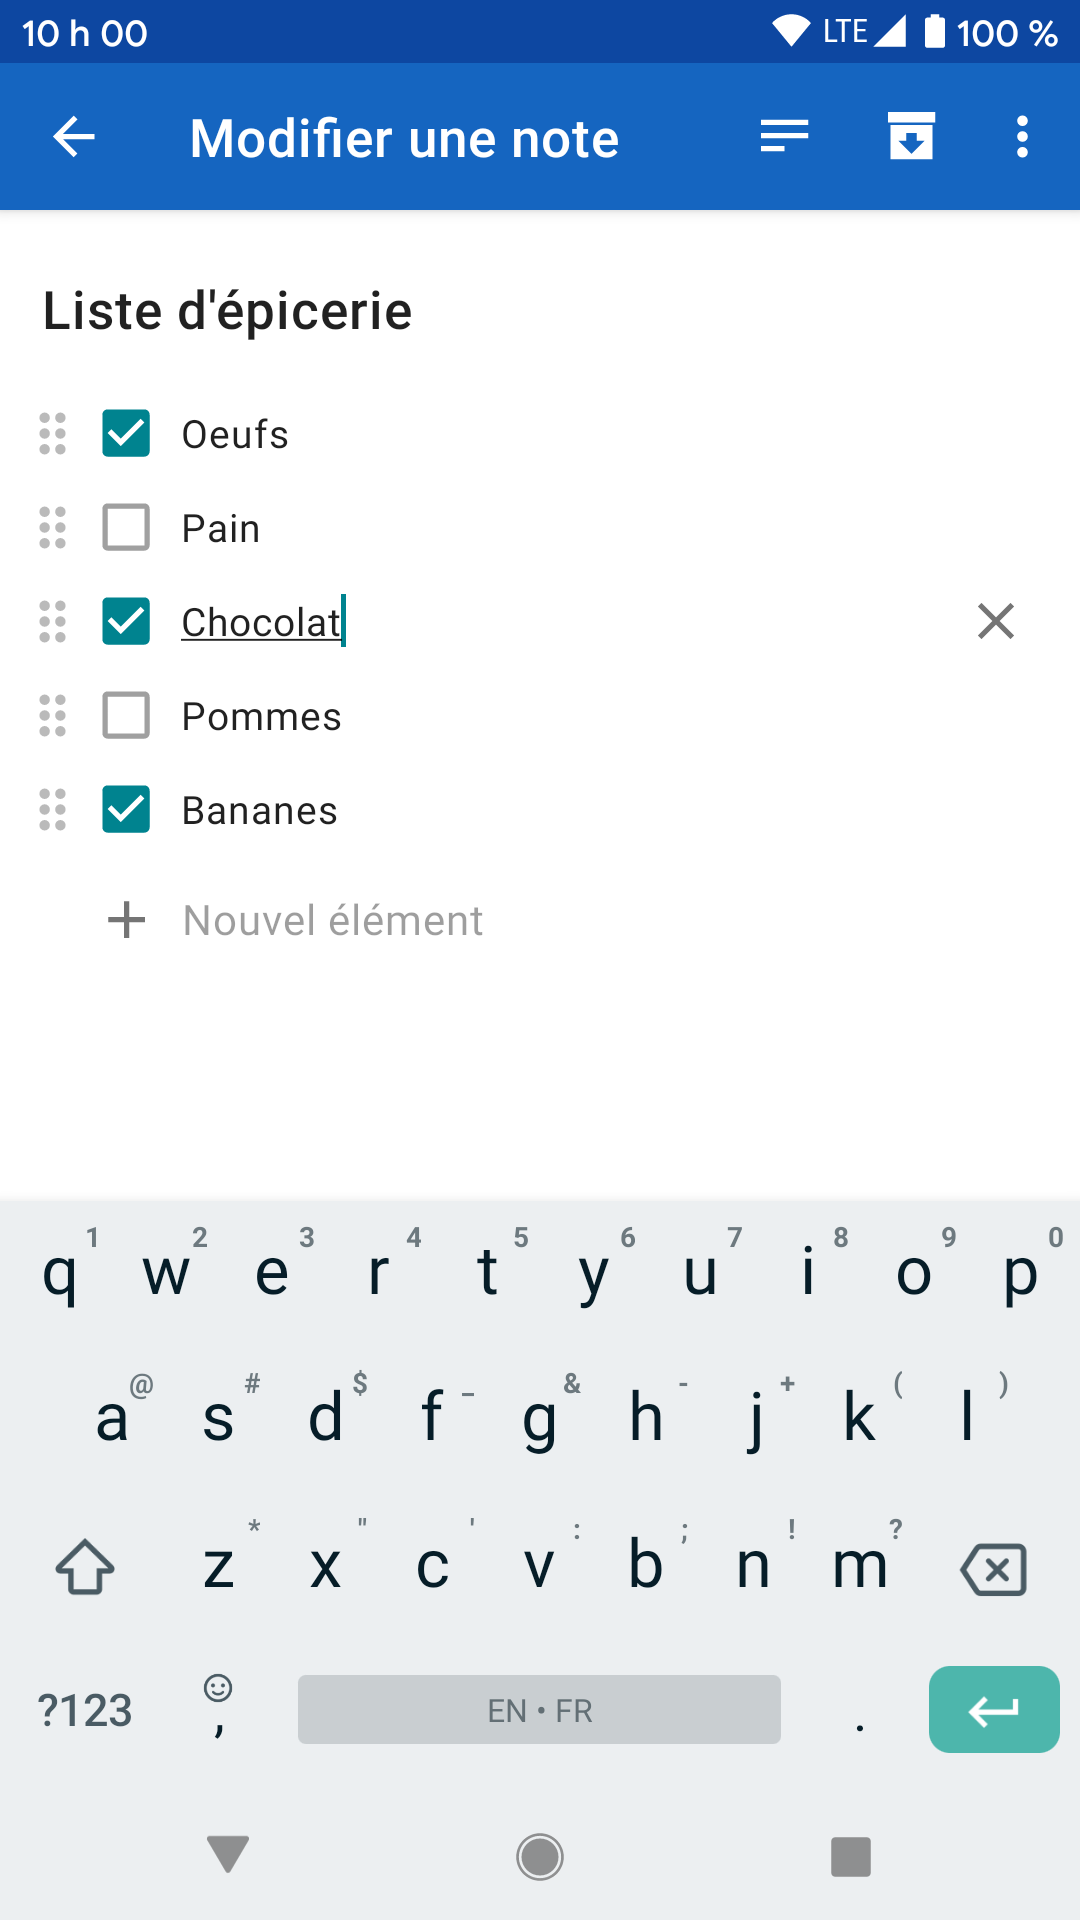 10 h 00 LTE 100 %
Modifier une note
Liste d'épicerie
Oeufs
Pain
Chocolat
Pommes
Bananes
Nouvel élément
1 2 3 4 5 6 7 8 9 0
q w e r t y u i o p
@ # $ _ & - + ( )
a s d f g h j k l
* " ' : ; ! ?
z x c v b n m
?123 , EN • FR .